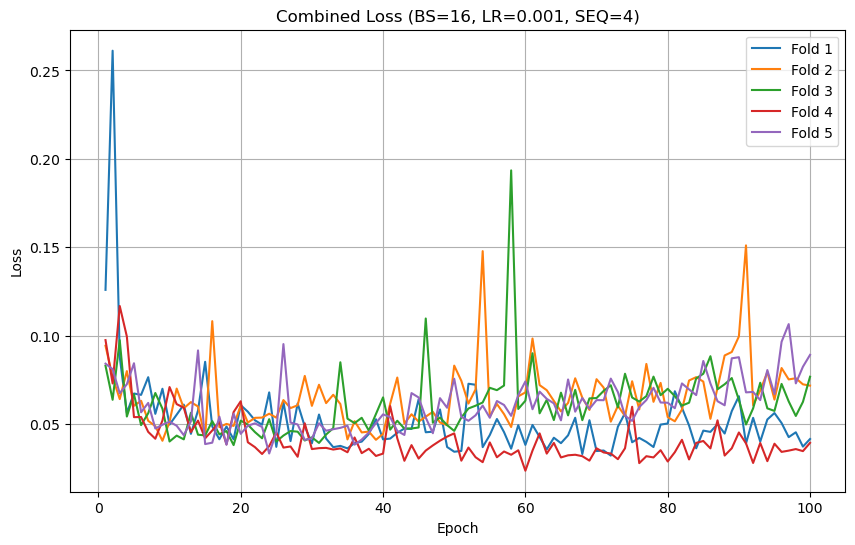 Combined Loss (BS=16, LR=0.001, SEQ=4)
Loss
0.25
0.20
0.15
0.10
0.05
Fold 1
Fold 2
Fold 3
Fold 4
Fold 5
0 20 40 60 80 100
Epoch